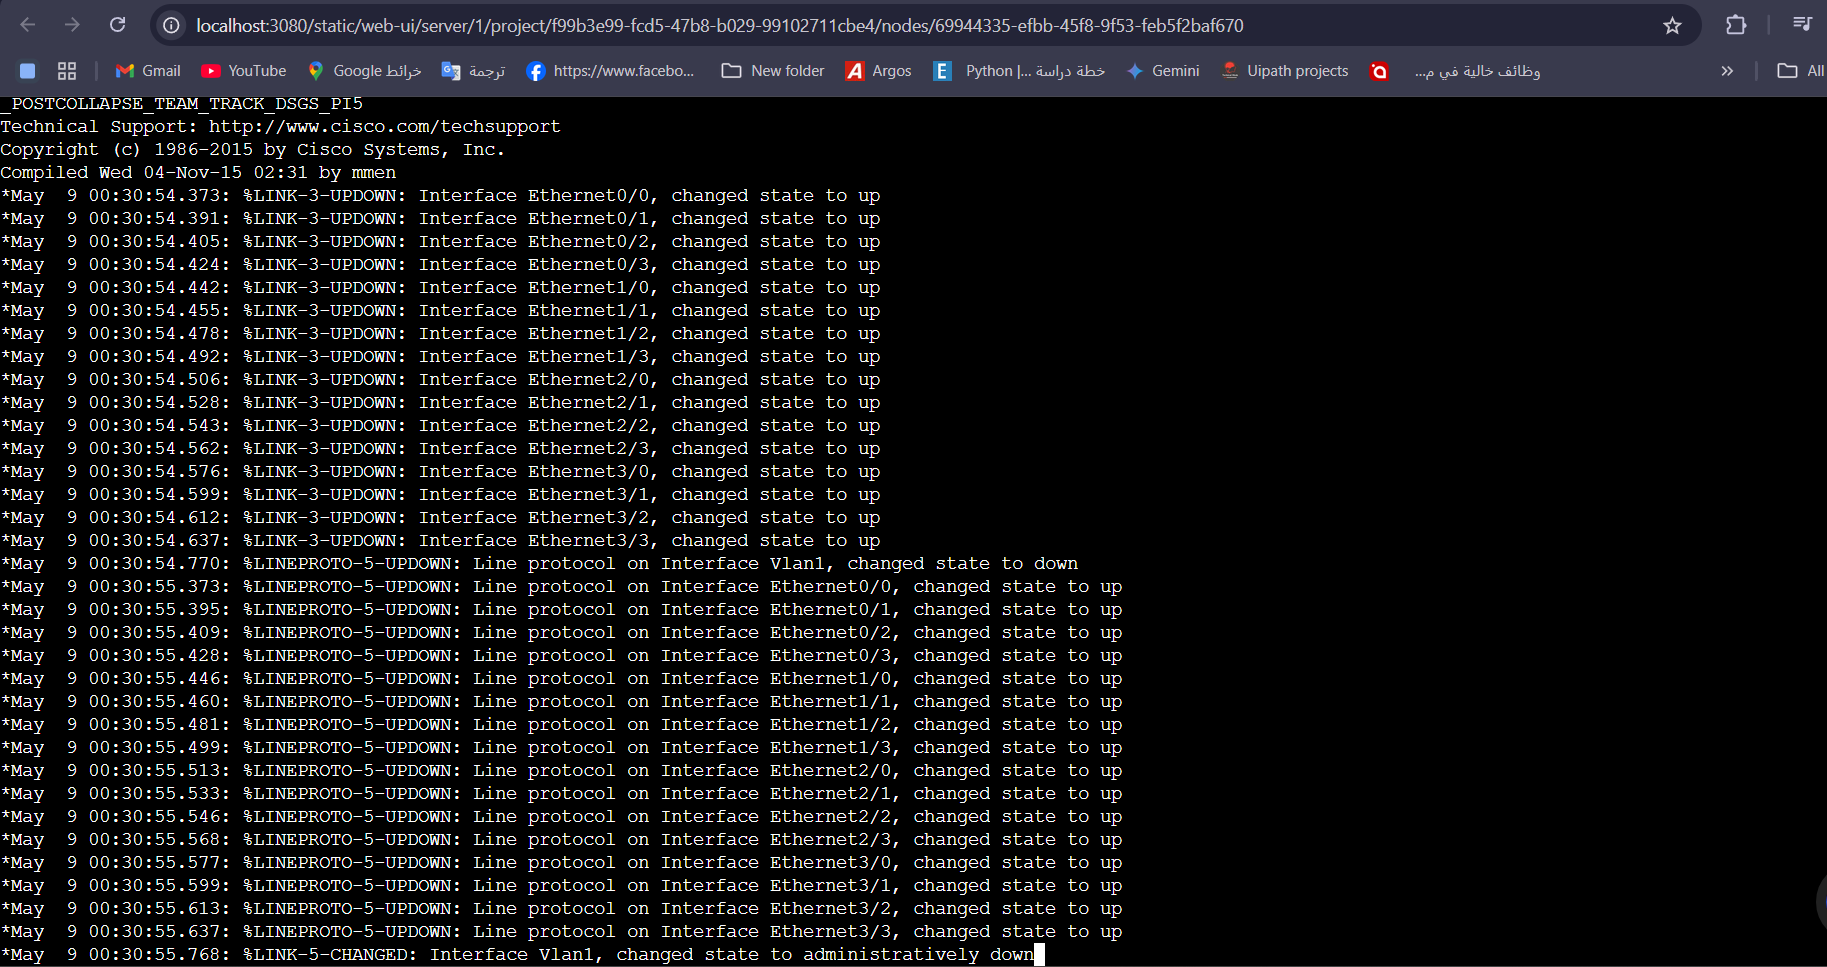 localhost:3080/static/web-ui/server/1/project/f99b3e99-fcd5-47b8-b029-99102711cbe4/nodes/69944335-efbb-45f8-9f53-feb5f2baf670
Gmail YouTube خرائط Google ترجمة https://www.facebo... New folder Argos خطة دراسة ...| Python Gemini Uipath projects وظائف خالية في م... » All
_POSTCOLLAPSE_TEAM_TRACK_DSGS_PI5
Technical Support: http://www.cisco.com/techsupport
Copyright (c) 1986-2015 by Cisco Systems, Inc.
Compiled Wed 04-Nov-15 02:31 by mmen
*May  9 00:30:54.373: %LINK-3-UPDOWN: Interface Ethernet0/0, changed state to up
*May  9 00:30:54.391: %LINK-3-UPDOWN: Interface Ethernet0/1, changed state to up
*May  9 00:30:54.405: %LINK-3-UPDOWN: Interface Ethernet0/2, changed state to up
*May  9 00:30:54.424: %LINK-3-UPDOWN: Interface Ethernet0/3, changed state to up
*May  9 00:30:54.442: %LINK-3-UPDOWN: Interface Ethernet1/0, changed state to up
*May  9 00:30:54.455: %LINK-3-UPDOWN: Interface Ethernet1/1, changed state to up
*May  9 00:30:54.478: %LINK-3-UPDOWN: Interface Ethernet1/2, changed state to up
*May  9 00:30:54.492: %LINK-3-UPDOWN: Interface Ethernet1/3, changed state to up
*May  9 00:30:54.506: %LINK-3-UPDOWN: Interface Ethernet2/0, changed state to up
*May  9 00:30:54.528: %LINK-3-UPDOWN: Interface Ethernet2/1, changed state to up
*May  9 00:30:54.543: %LINK-3-UPDOWN: Interface Ethernet2/2, changed state to up
*May  9 00:30:54.562: %LINK-3-UPDOWN: Interface Ethernet2/3, changed state to up
*May  9 00:30:54.576: %LINK-3-UPDOWN: Interface Ethernet3/0, changed state to up
*May  9 00:30:54.599: %LINK-3-UPDOWN: Interface Ethernet3/1, changed state to up
*May  9 00:30:54.612: %LINK-3-UPDOWN: Interface Ethernet3/2, changed state to up
*May  9 00:30:54.637: %LINK-3-UPDOWN: Interface Ethernet3/3, changed state to up
*May  9 00:30:54.770: %LINEPROTO-5-UPDOWN: Line protocol on Interface Vlan1, changed state to down
*May  9 00:30:55.373: %LINEPROTO-5-UPDOWN: Line protocol on Interface Ethernet0/0, changed state to up
*May  9 00:30:55.395: %LINEPROTO-5-UPDOWN: Line protocol on Interface Ethernet0/1, changed state to up
*May  9 00:30:55.409: %LINEPROTO-5-UPDOWN: Line protocol on Interface Ethernet0/2, changed state to up
*May  9 00:30:55.428: %LINEPROTO-5-UPDOWN: Line protocol on Interface Ethernet0/3, changed state to up
*May  9 00:30:55.446: %LINEPROTO-5-UPDOWN: Line protocol on Interface Ethernet1/0, changed state to up
*May  9 00:30:55.460: %LINEPROTO-5-UPDOWN: Line protocol on Interface Ethernet1/1, changed state to up
*May  9 00:30:55.481: %LINEPROTO-5-UPDOWN: Line protocol on Interface Ethernet1/2, changed state to up
*May  9 00:30:55.499: %LINEPROTO-5-UPDOWN: Line protocol on Interface Ethernet1/3, changed state to up
*May  9 00:30:55.513: %LINEPROTO-5-UPDOWN: Line protocol on Interface Ethernet2/0, changed state to up
*May  9 00:30:55.533: %LINEPROTO-5-UPDOWN: Line protocol on Interface Ethernet2/1, changed state to up
*May  9 00:30:55.546: %LINEPROTO-5-UPDOWN: Line protocol on Interface Ethernet2/2, changed state to up
*May  9 00:30:55.568: %LINEPROTO-5-UPDOWN: Line protocol on Interface Ethernet2/3, changed state to up
*May  9 00:30:55.577: %LINEPROTO-5-UPDOWN: Line protocol on Interface Ethernet3/0, changed state to up
*May  9 00:30:55.599: %LINEPROTO-5-UPDOWN: Line protocol on Interface Ethernet3/1, changed state to up
*May  9 00:30:55.613: %LINEPROTO-5-UPDOWN: Line protocol on Interface Ethernet3/2, changed state to up
*May  9 00:30:55.637: %LINEPROTO-5-UPDOWN: Line protocol on Interface Ethernet3/3, changed state to up
*May  9 00:30:55.768: %LINK-5-CHANGED: Interface Vlan1, changed state to administratively down